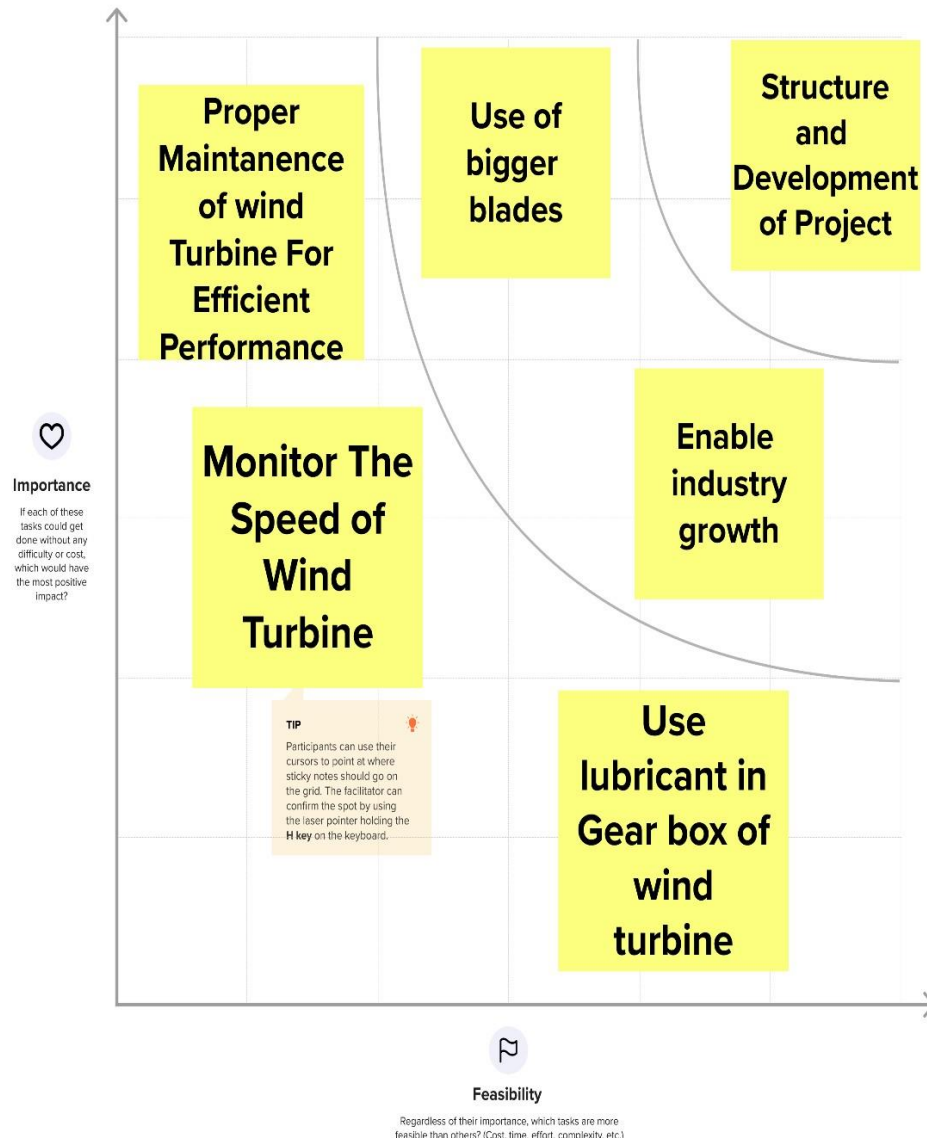 Proper
Maintanence
of wind
Turbine For
Efficient
Performance
Use of
bigger
blades
Structure
and
Development
of Project
Monitor The
Speed of
Wind
Turbine
Enable
industry
growth
Importance
If each of these
tasks could get
done without any
difficulty or cost,
which would have
the most positive
impact?
TIP
Participants can use their
cursors to point at where
sticky notes should go on
the grid. The facilitator can
confirm the spot by using
the laser pointer holding the
H key on the keyboard.
Use
lubricant in
Gear box of
wind
turbine
Feasibility
Regardless of their importance, which tasks are more
feasible than others? (Cost, time, effort, complexity, etc.)